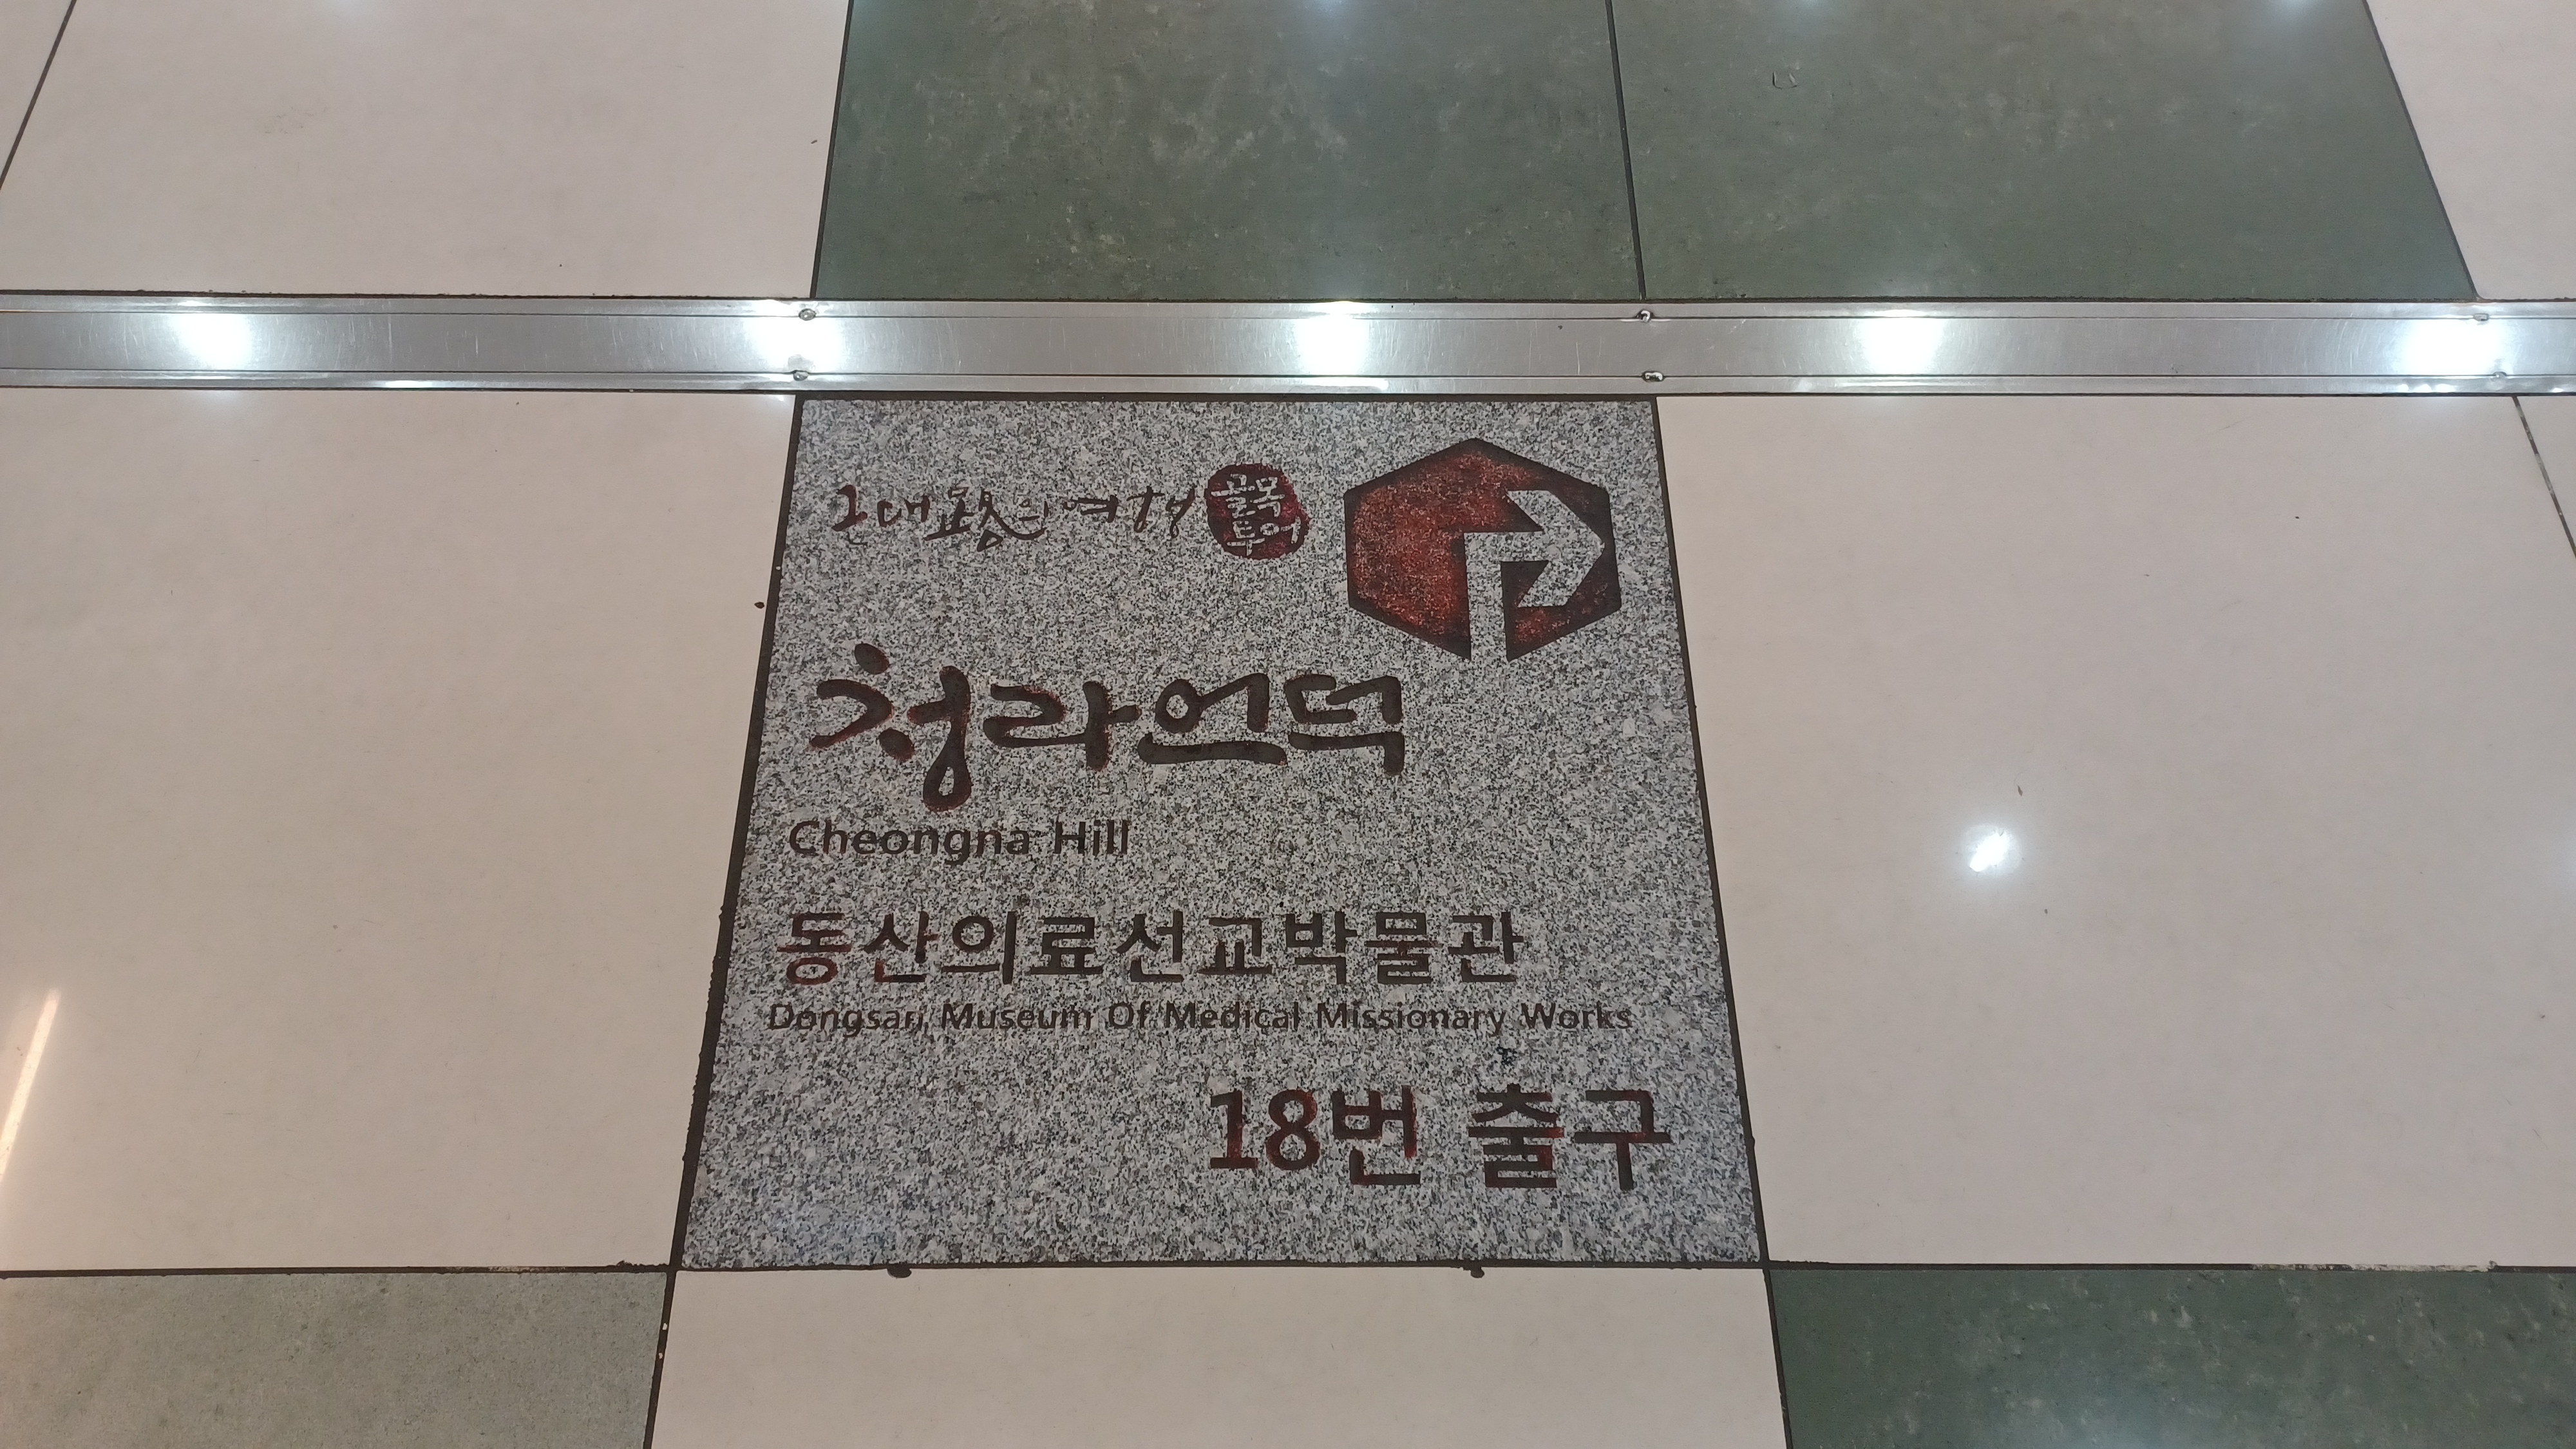 근대路의여행 골목
투어
청라언덕
Cheongna Hill
동산의료선교박물관
Dongsan Museum Of Medical Missionary Works
18번 출구